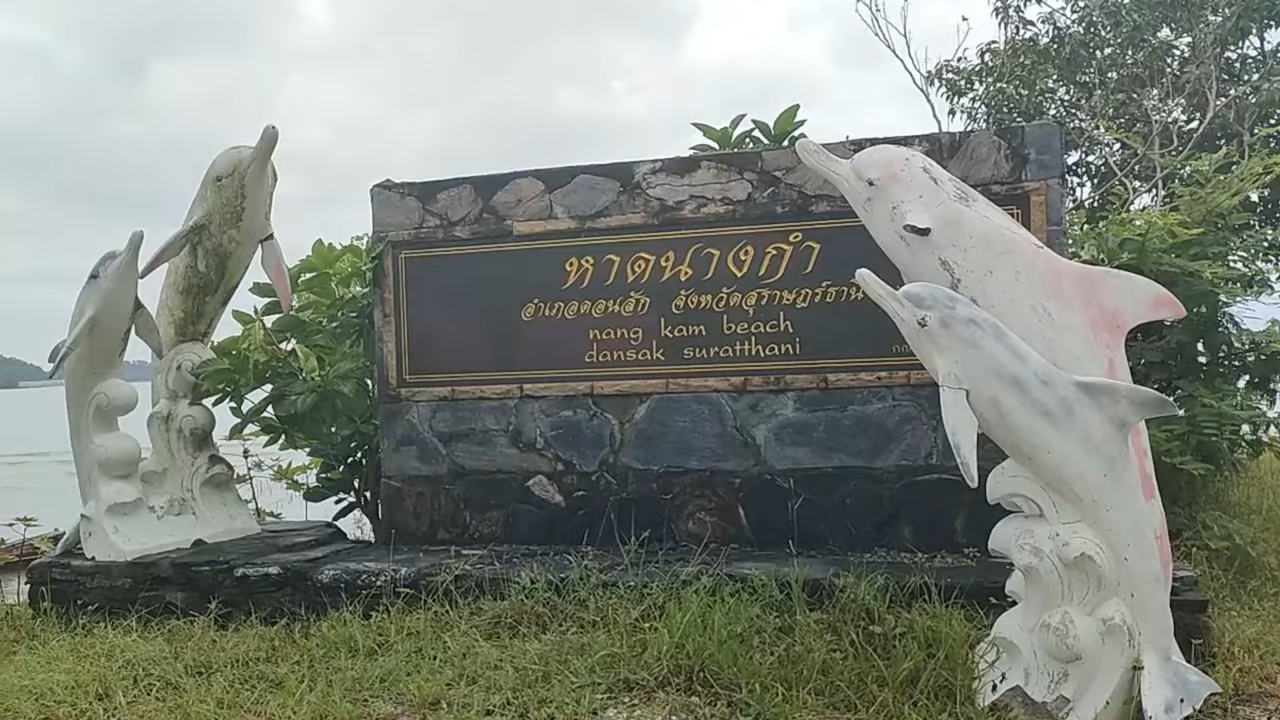 หาดนางกำ
อำเภอดอนสัก จังหวัดสุราษฎร์ธานี
nang kam beach
dansak suratthani